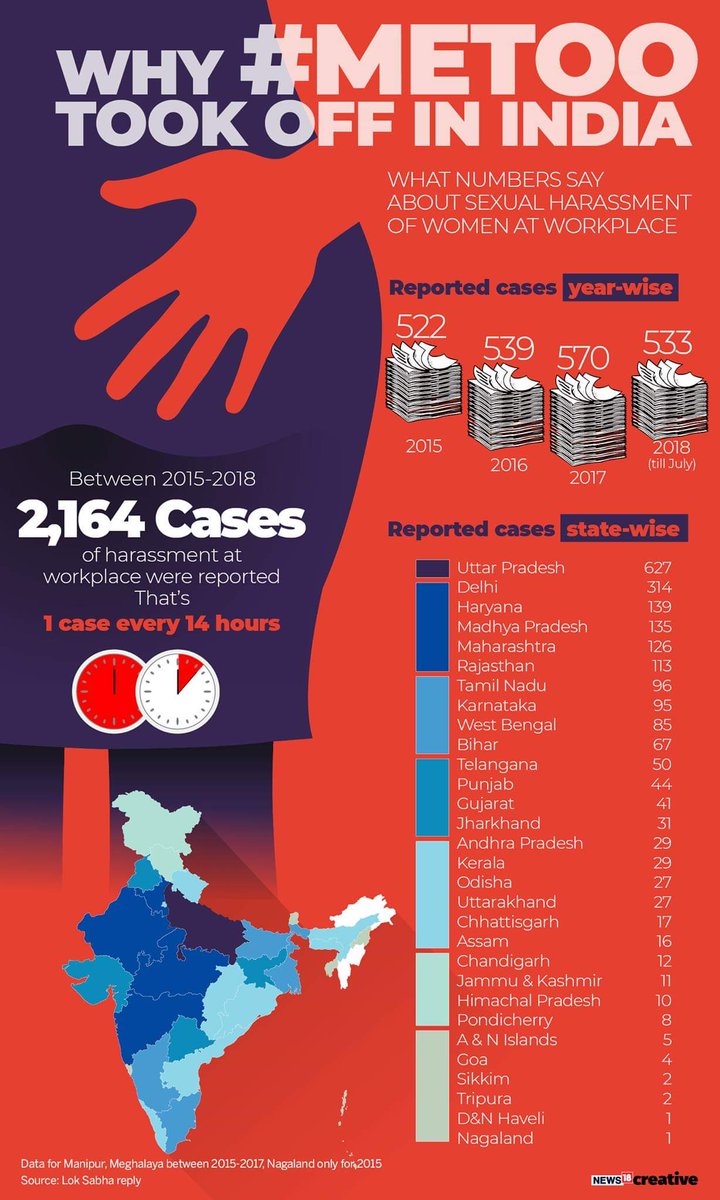 WHY #METOO
TOOK OFF IN INDIA
WHAT NUMBERS SAY
ABOUT SEXUAL HARASSMENT
OF WOMEN AT WORKPLACE
Reported cases year-wise
522
539
570
533
2015
2016
2017
2018
(till July)
Between 2015-2018
2,164 Cases
of harassment at
workplace were reported
That's
1 case every 14 hours
Reported cases state-wise
Uttar Pradesh 627
Delhi 314
Haryana 139
Madhya Pradesh 135
Maharashtra 126
Rajasthan 113
Tamil Nadu 96
Karnataka 95
West Bengal 85
Bihar 67
Telangana 50
Punjab 44
Gujarat 41
Jharkhand 31
Andhra Pradesh 29
Kerala 29
Odisha 27
Uttarakhand 27
Chhattisgarh 17
Assam 16
Chandigarh 12
Jammu & Kashmir 11
Himachal Pradesh 10
Pondicherry 8
A & N Islands 5
Goa 4
Sikkim 2
Tripura 2
D&N Haveli 1
Nagaland 1
Data for Manipur, Meghalaya between 2015-2017, Nagaland only for 2015
Source: Lok Sabha reply
NEWS18 creative